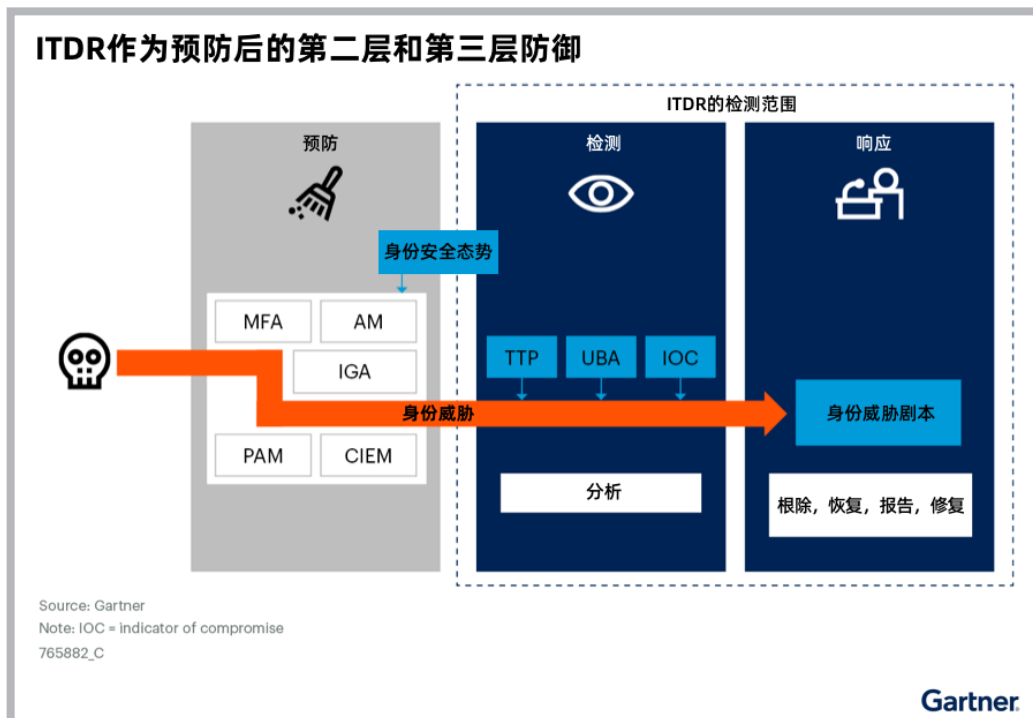 ITDR作为预防后的第二层和第三层防御
ITDR的检测范围
预防
检测
响应
身份安全态势
MFA
AM
IGA
TTP
UBA
IOC
身份威胁
身份威胁剧本
PAM
CIEM
分析
根除，恢复，报告，修复
Source: Gartner
Note: IOC = indicator of compromise
765882_C
Gartner